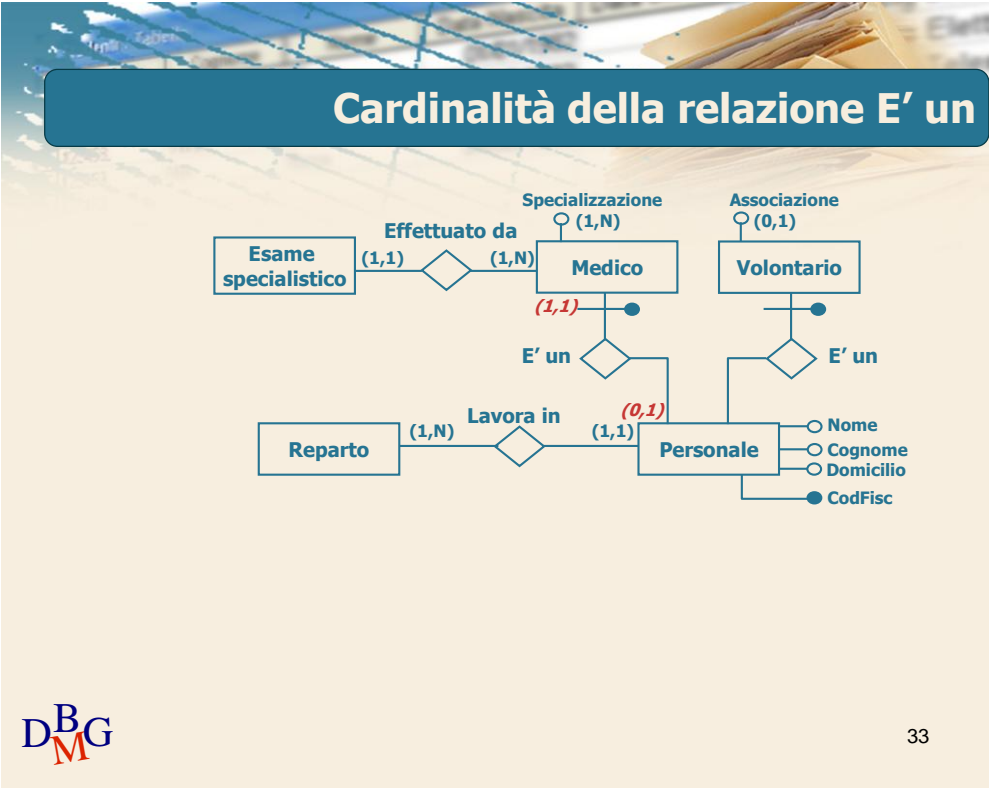 Cardinalità della relazione E’ un
Specializzazione
(1,N)
Associazione
(0,1)
Effettuato da
Esame
specialistico
(1,1)
(1,N)
Medico
Volontario
(1,1)
E’ un
E’ un
(0,1)
Lavora in
Reparto
(1,N)
(1,1)
Personale
Nome
Cognome
Domicilio
CodFisc
DBMG
33